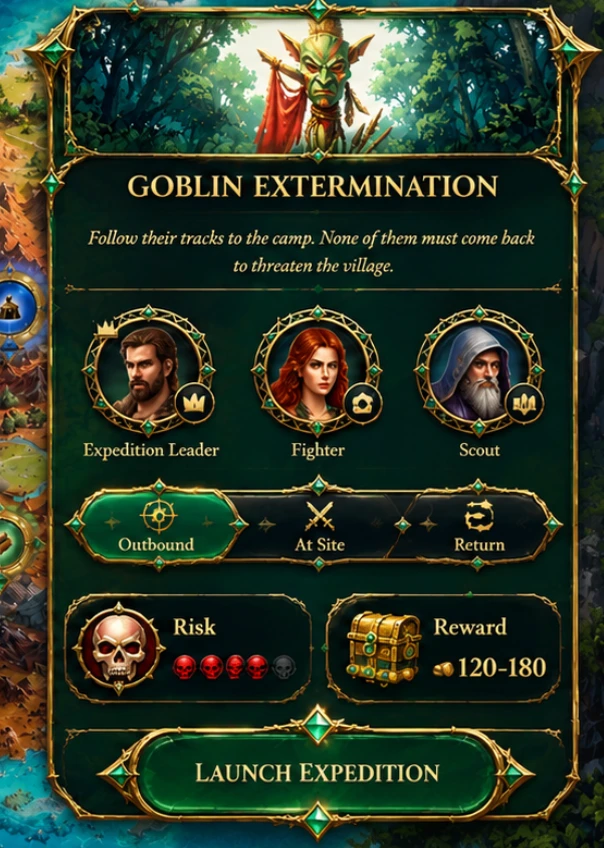 GOBLIN EXTERMINATION
Follow their tracks to the camp. None of them must come back
to threaten the village.
Expedition Leader
Fighter
Scout
Outbound
At Site
Return
Risk
Reward
120-180
LAUNCH EXPEDITION